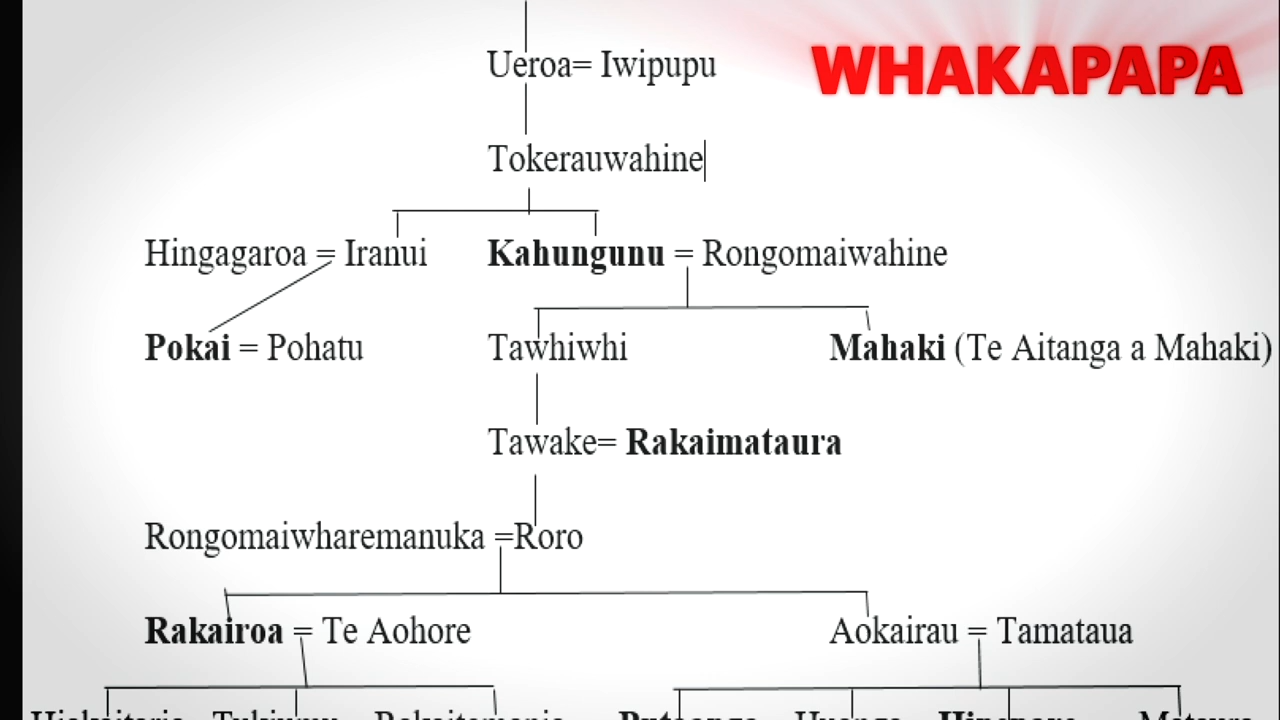 WHAKAPAPA
Ueroa= Iwipupu
Tokerauwahine
Hingagaroa = Iranui Kahungunu = Rongomaiwahine
Pokai = Pohatu Tawhiwhi Mahaki (Te Aitanga a Mahaki)
Tawake= Rakaimataura
Rongomaiwharemanuka =Roro
Rakairoa = Te Aohore Aokairau = Tamataua